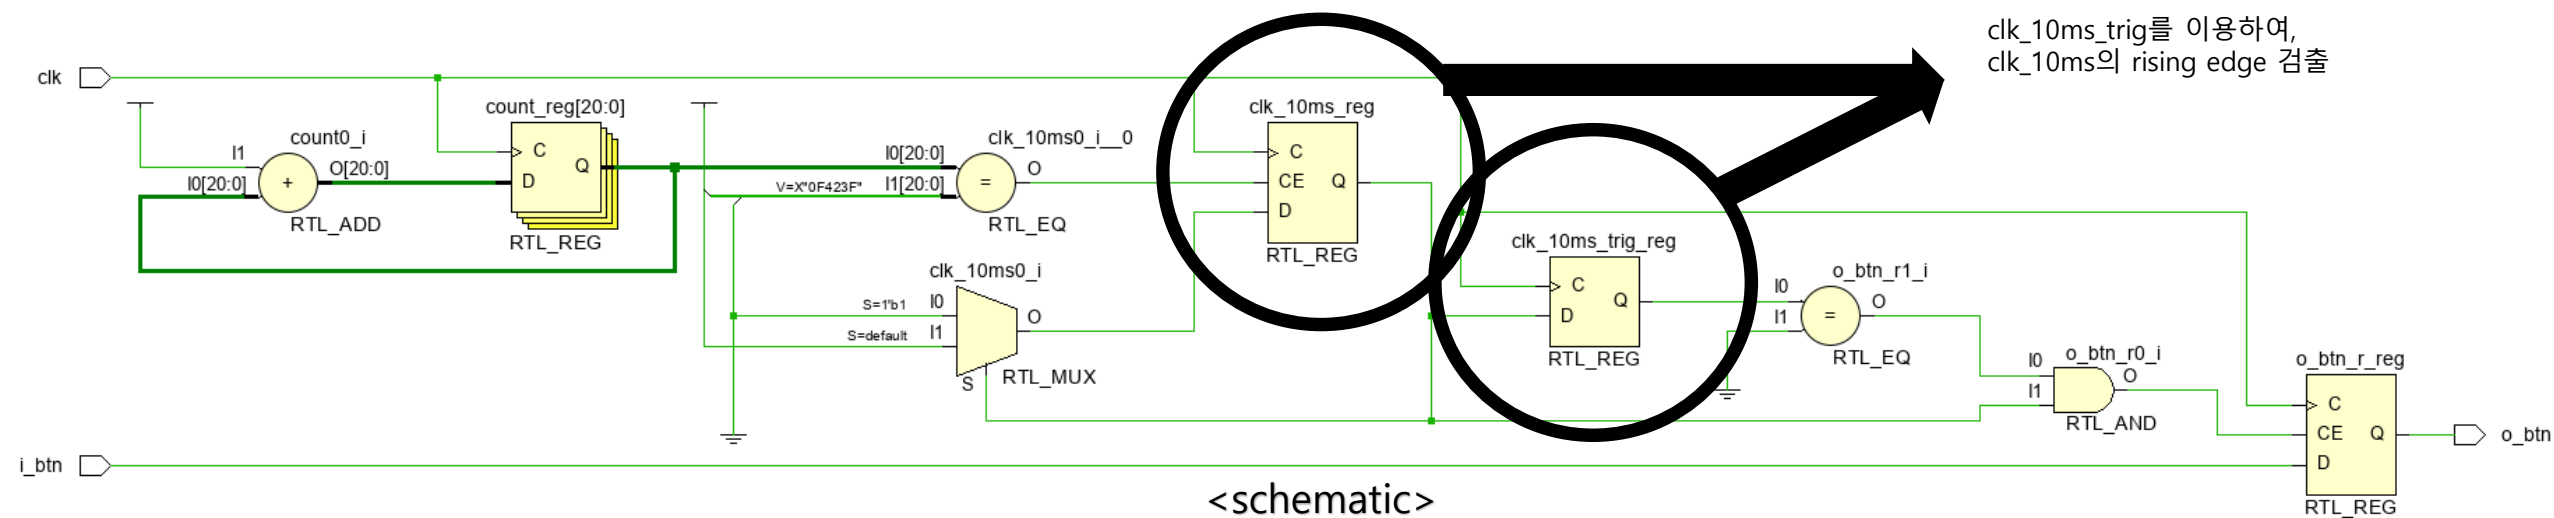 clk_10ms_trig를 이용하여,
clk_10ms의 rising edge 검출
clk
count_reg[20:0]
clk_10ms_reg
count0_i
clk_10ms0_i__0
I1
O[20:0]
C
Q
D
I0[20:0]
+
RTL_ADD
RTL_REG
I0[20:0]
O
V=X"0F423F"
I1[20:0]
=
RTL_EQ
C
CE
Q
D
RTL_REG
clk_10ms_trig_reg
clk_10ms0_i
S=1'b1
I0
O
S=default
I1
S
RTL_MUX
C
Q
D
RTL_REG
o_btn_r1_i
I0
O
I1
=
RTL_EQ
o_btn_r0_i
I0
O
I1
RTL_AND
o_btn_r_reg
C
CE
Q
D
RTL_REG
o_btn
i_btn
<schematic>